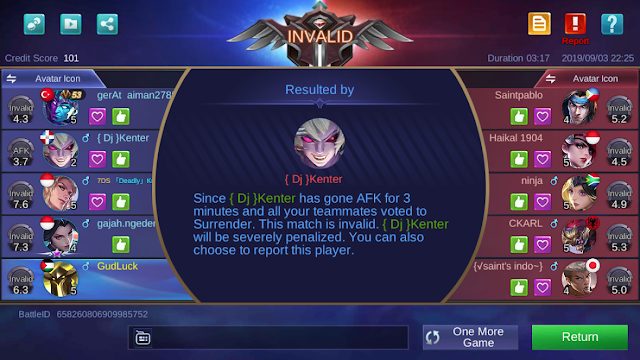 INVALID
Report
Credit Score 101
Duration 03:17 2019/09/03 22:25
Avatar Icon
Avatar Icon
Resulted by
{ Dj }Kenter
Since { Dj }Kenter has gone AFK for 3
minutes and all your teammates voted to
Surrender. This match is invalid. { Dj }Kenter
will be severely penalized. You can also
choose to report this player.
53 gerAt aiman278
Invalid 4.3 5
{ Dj }Kenter
AFK 3.7 2
7DS「Deadly」
Invalid 7.6 5
gajah.ngeden
Invalid 4
GudLuck
Invalid 6.3 5
Saintpablo
Invalid 5.2
Haikal 1904
Invalid 4.5
ninja
4 Invalid 4.9
CKARL
Invalid 5.3
{√saint's indo~}
4 Invalid 5.0
BattleID 658260806909985752
One More
Game
Return